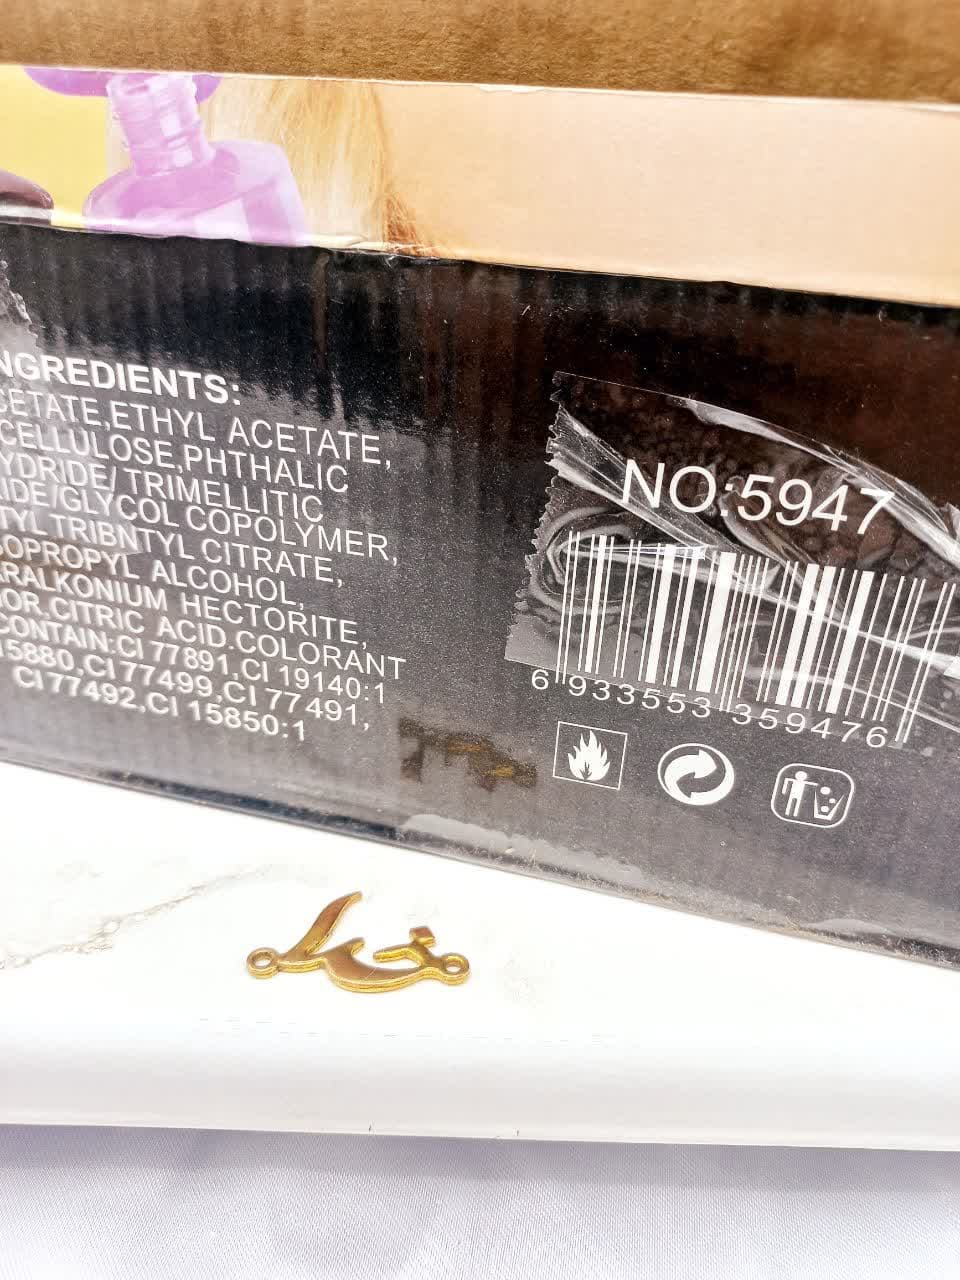 NGREDIENTS:
CETATE,ETHYL ACETATE,
CELLULOSE,PHTHALIC
YDRIDE/TRIMELLITIC
IDE/GLYCOL COPOLYMER,
TYL TRIBNTYL CITRATE,
SOPROPYL ALCOHOL,
ARALKONIUM HECTORITE,
OR.CITRIC ACID.COLORANT
CONTAIN:CI 77891,CI 19140:1
15880,CI 77499,CI 77491,
CI 77492,CI 15850:1
NO:5947
6 933553 359476
خدا